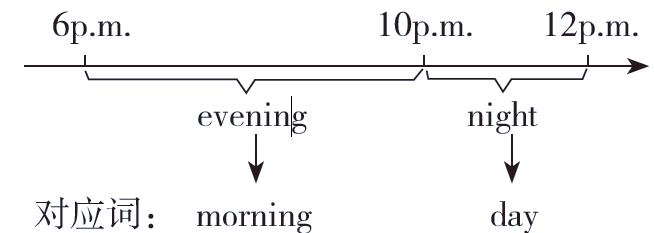 6p.m. 10p.m. 12p.m.
evening night
对应词： morning day